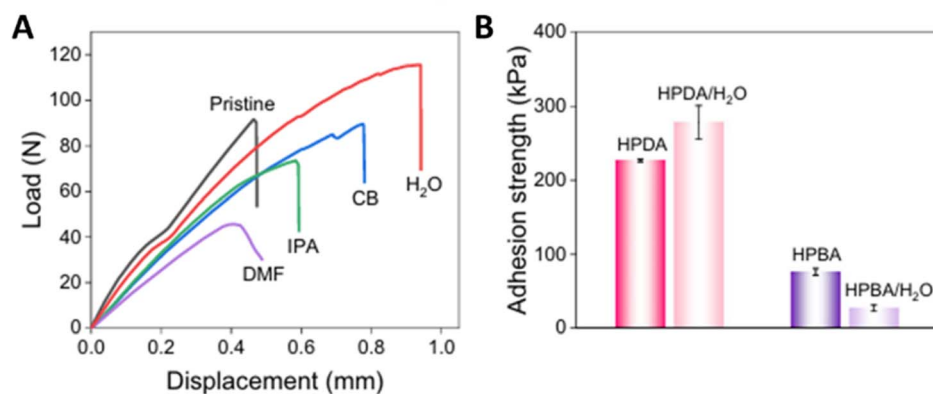 A
Load (N)
120
100
80
60
40
20
0
Pristine
H₂O
CB
IPA
DMF
0.0 0.2 0.4 0.6 0.8 1.0
Displacement (mm)
B
Adhesion strength (kPa)
400
300
200
100
0
HPDA
HPDA/H₂O
HPBA
HPBA/H₂O